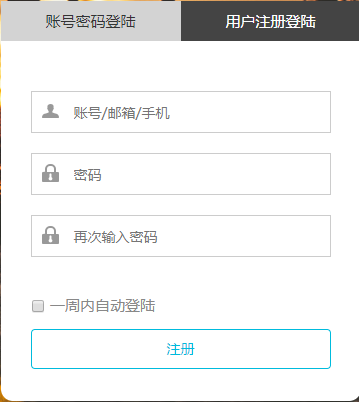 账号密码登陆 用户注册登陆
账号/邮箱/手机
密码
再次输入密码
一周内自动登陆
注册